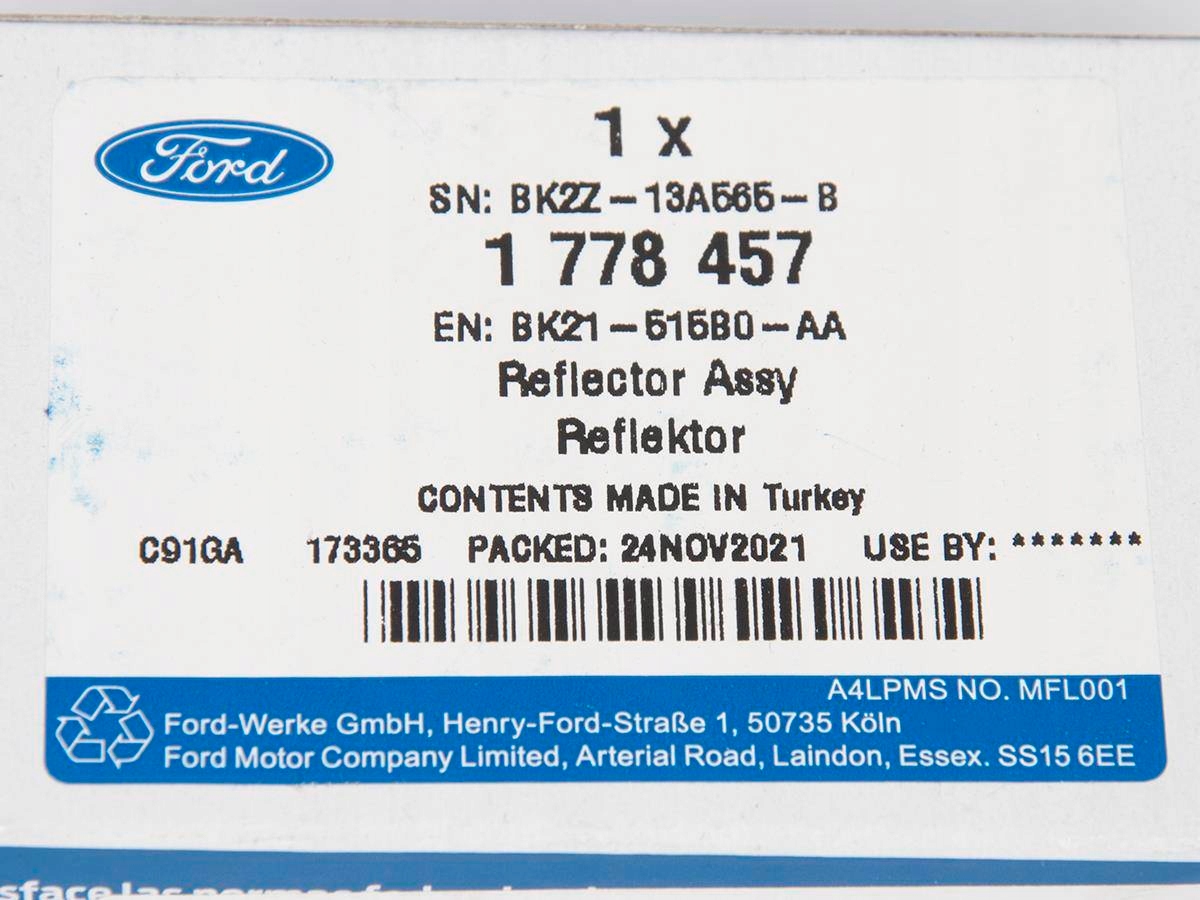 Ford
1 x
SN: BK2Z-13A565-B
1 778 457
EN: BK21-515B0-AA
Reflector Assy
Reflektor
CONTENTS MADE IN Turkey
C91GA 173365 PACKED: 24NOV2021 USE BY: *******
A4LPMS NO. MFL001
Ford-Werke GmbH, Henry-Ford-Straße 1, 50735 Köln
Ford Motor Company Limited, Arterial Road, Laindon, Essex. SS15 6EE
las normas